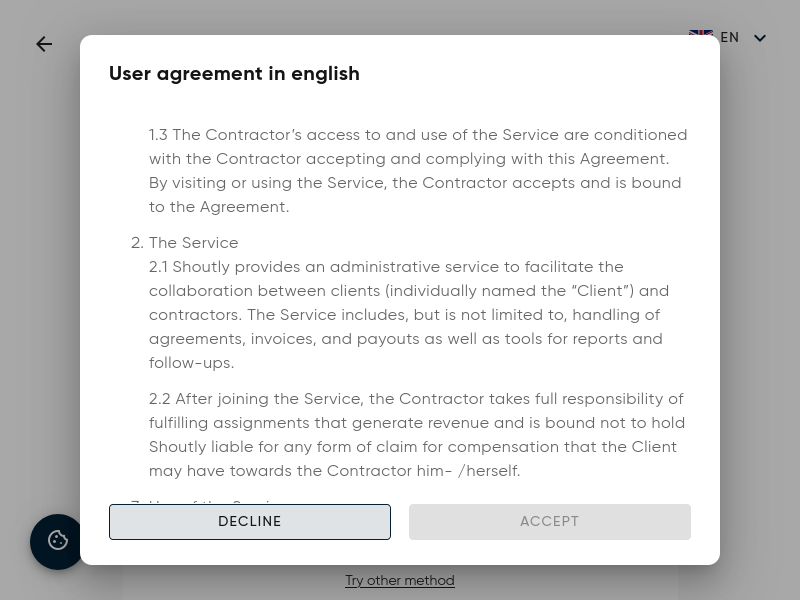 EN
User agreement in english
1.3 The Contractor’s access to and use of the Service are conditioned
with the Contractor accepting and complying with this Agreement.
By visiting or using the Service, the Contractor accepts and is bound
to the Agreement.
2. The Service
2.1 Shoutly provides an administrative service to facilitate the
collaboration between clients (individually named the “Client”) and
contractors. The Service includes, but is not limited to, handling of
agreements, invoices, and payouts as well as tools for reports and
follow-ups.
2.2 After joining the Service, the Contractor takes full responsibility of
fulfilling assignments that generate revenue and is bound not to hold
Shoutly liable for any form of claim for compensation that the Client
may have towards the Contractor him- /herself.
DECLINE
ACCEPT
Try other method